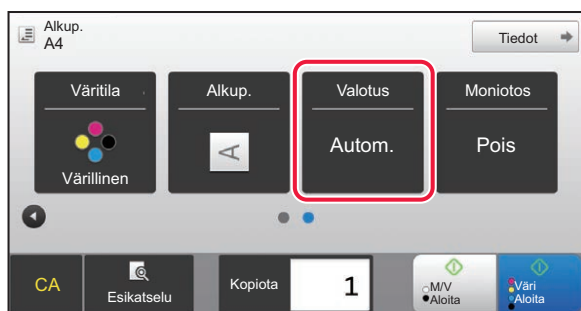 Alkup.
A4
Tiedot
Väritila
Alkup.
Valotus
Moniotos
A
Autom.
Pois
Värillinen
CA
Esikatselu
Kopiota
1
M/V
Aloita
Väri
Aloita